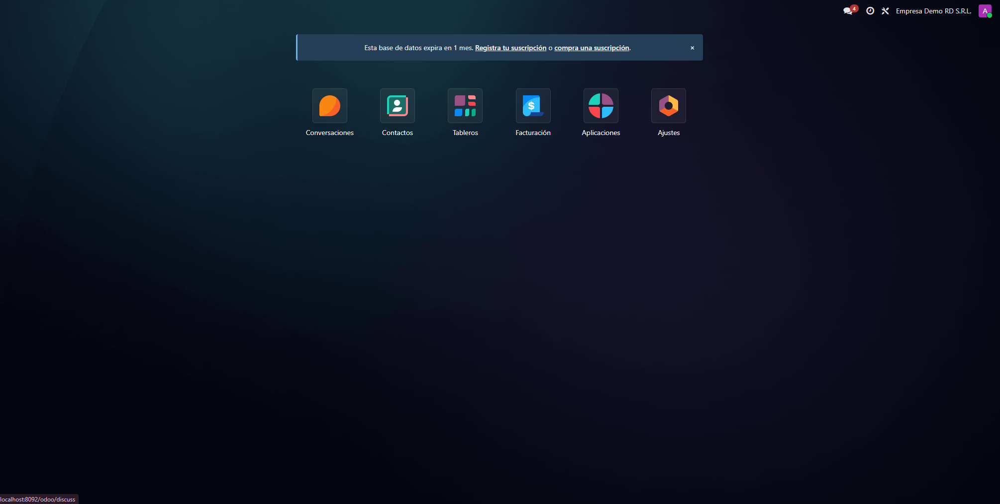 4
Empresa Demo RD S.R.L.
A
Esta base de datos expira en 1 mes. Registra tu suscripción o compra una suscripción.
×
$
Conversaciones
Contactos
Tableros
Facturación
Aplicaciones
Ajustes
localhost:8092/odoo/discuss